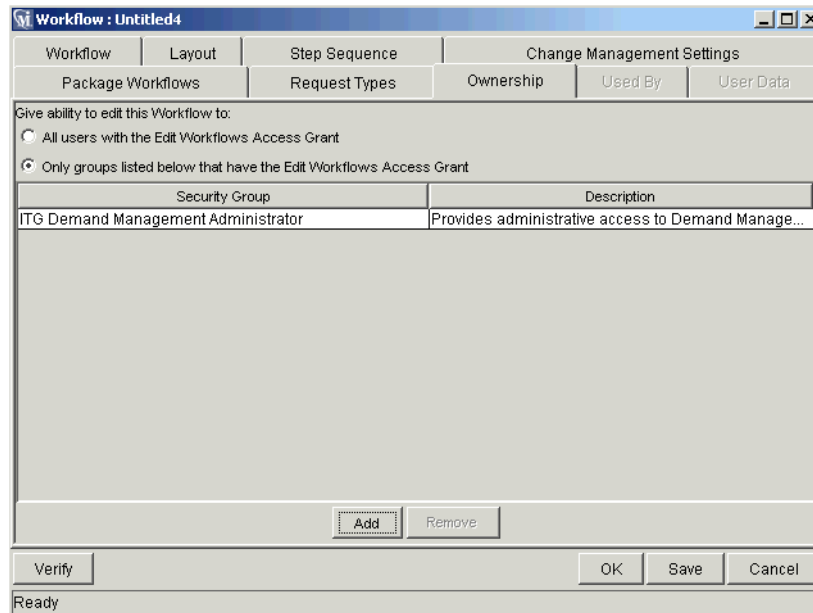 Workflow : Untitled4
Workflow Layout Step Sequence Change Management Settings
Package Workflows Request Types Ownership Used By User Data
Give ability to edit this Workflow to:
All users with the Edit Workflows Access Grant
Only groups listed below that have the Edit Workflows Access Grant
Security Group Description
ITG Demand Management Administrator Provides administrative access to Demand Manage...
Add Remove
Verify OK Save Cancel
Ready